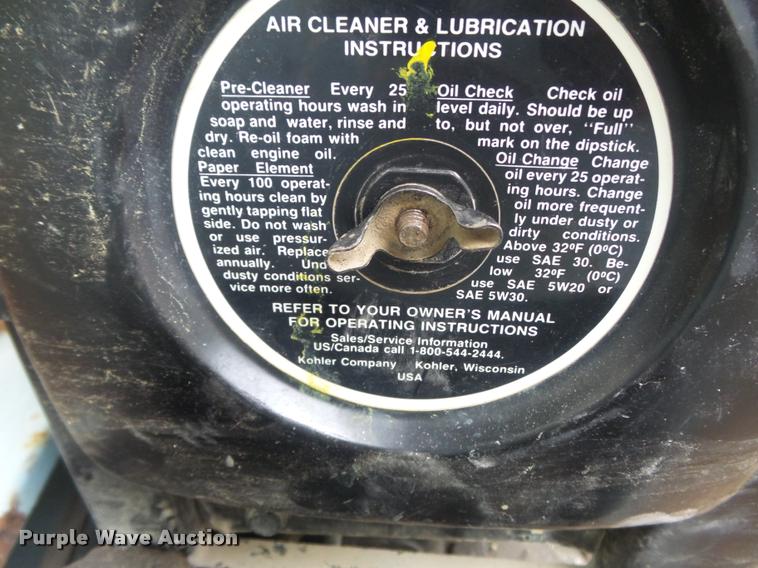 AIR CLEANER & LUBRICATION
INSTRUCTIONS
Pre-Cleaner Every 25
operating hours wash in
soap and water, rinse and
dry. Re-oil foam with
clean engine oil.
Paper Element
Every 100 operat-
ing hours clean by
gently tapping flat
side. Do not wash
or use pressur-
ized air. Replace
annually. Und
dusty conditions ser-
vice more often.
Oil Check Check oil
level daily. Should be up
to, but not over, "Full"
mark on the dipstick.
Oil Change Change
oil every 25 operat-
ing hours. Change
oil more frequent-
ly under dusty or
dirty conditions.
Above 32ºF (0ºC)
use SAE 30. Be-
low 32ºF (0ºC)
use SAE 5W20 or
SAE 5W30.
REFER TO YOUR OWNER'S MANUAL
FOR OPERATING INSTRUCTIONS
Sales/Service Information
US/Canada call 1-800-544-2444.
Kohler Company Kohler, Wisconsin
USA
Purple Wave Auction